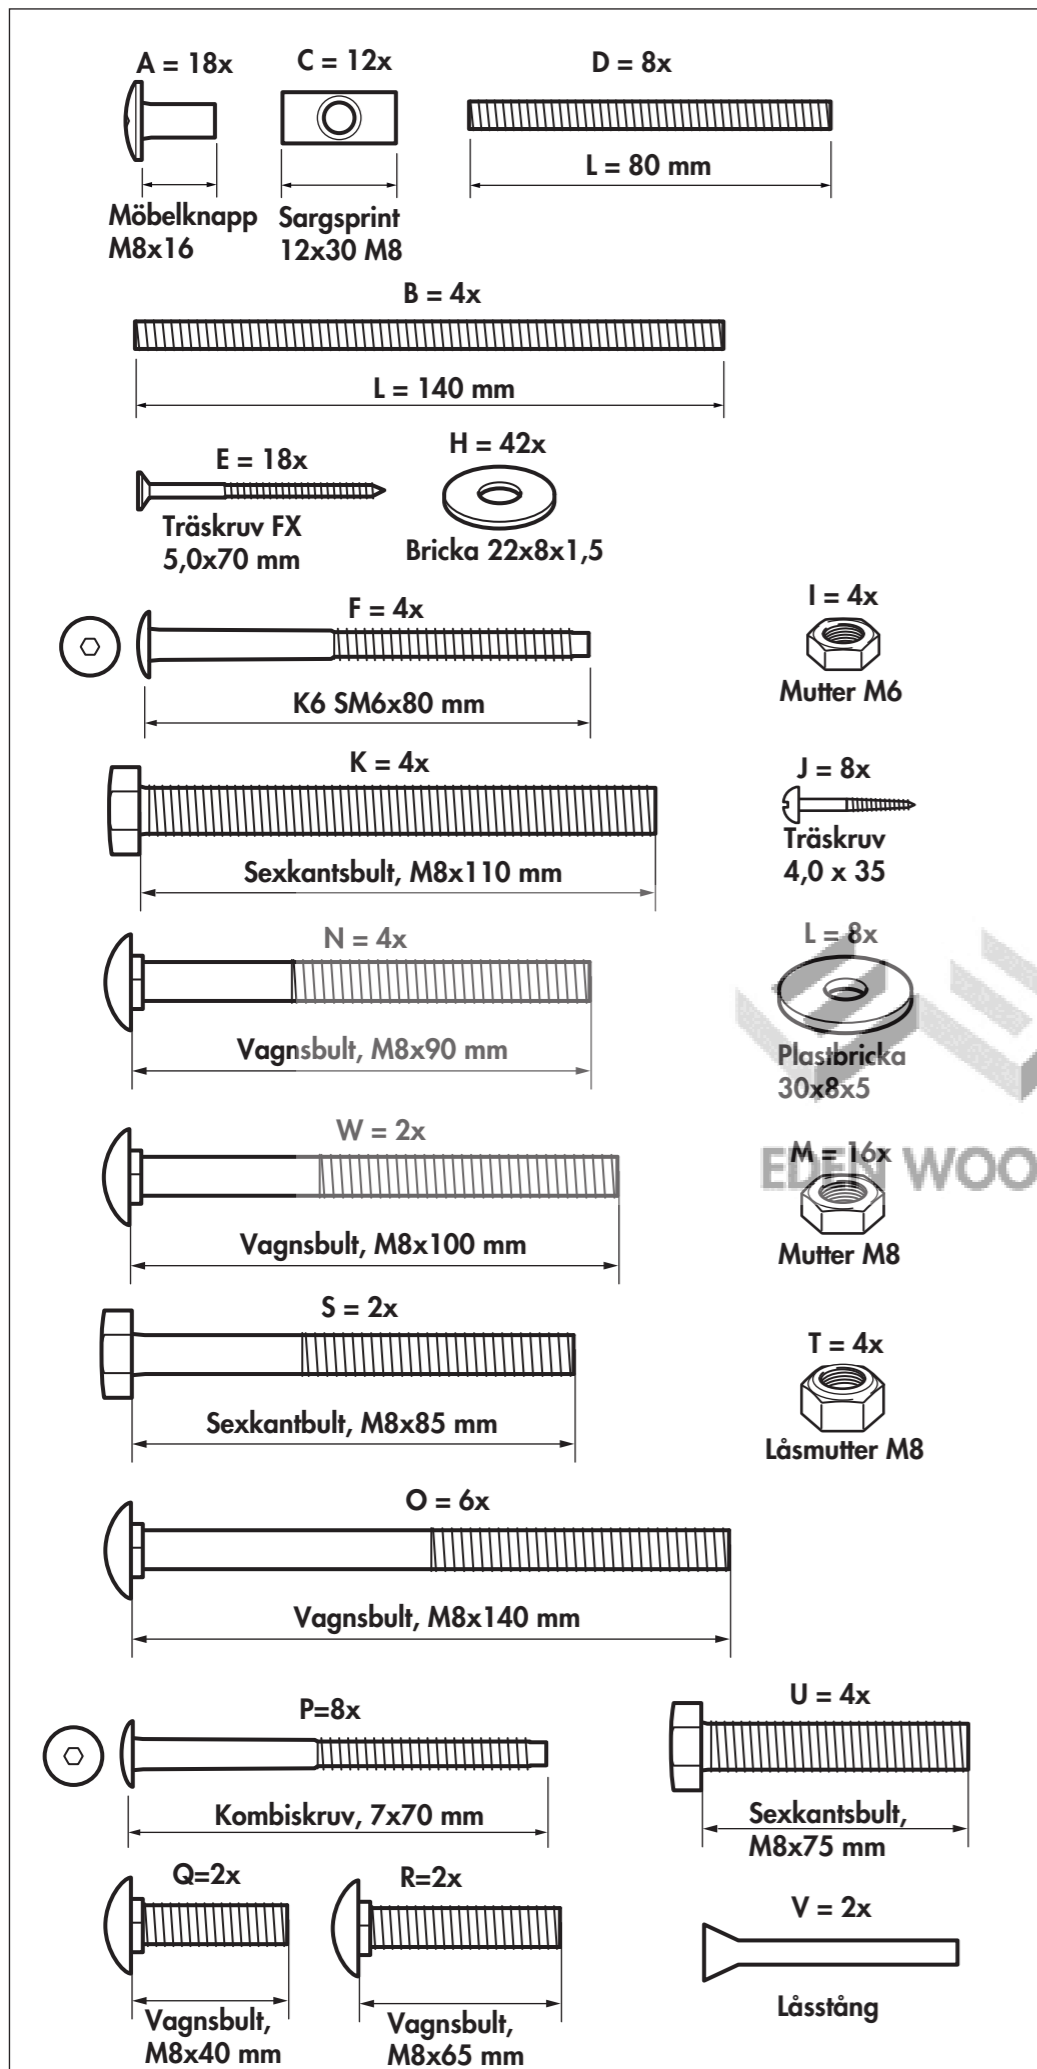 A = 18x
C = 12x
D = 8x
L = 80 mm
Möbelknapp
M8x16
Sargsprint
12x30 M8
B = 4x
L = 140 mm
E = 18x
H = 42x
Träskruv FX
5,0x70 mm
Bricka 22x8x1,5
F = 4x
I = 4x
K6 SM6x80 mm
Mutter M6
K = 4x
J = 8x
Träskruv
4,0 x 35
Sexkantsbult, M8x110 mm
N = 4x
L = 8x
Vagnsbult, M8x90 mm
Plastbricka
30x8x5
W = 2x
M = 16x
EDEN WOO
Vagnsbult, M8x100 mm
Mutter M8
S = 2x
T = 4x
Sexkantbult, M8x85 mm
Låsmutter M8
O = 6x
Vagnsbult, M8x140 mm
P=8x
U = 4x
Kombiskruv, 7x70 mm
Sexkantsbult,
M8x75 mm
Q=2x
R=2x
V = 2x
Vagnsbult,
M8x40 mm
Vagnsbult,
M8x65 mm
Låsstång